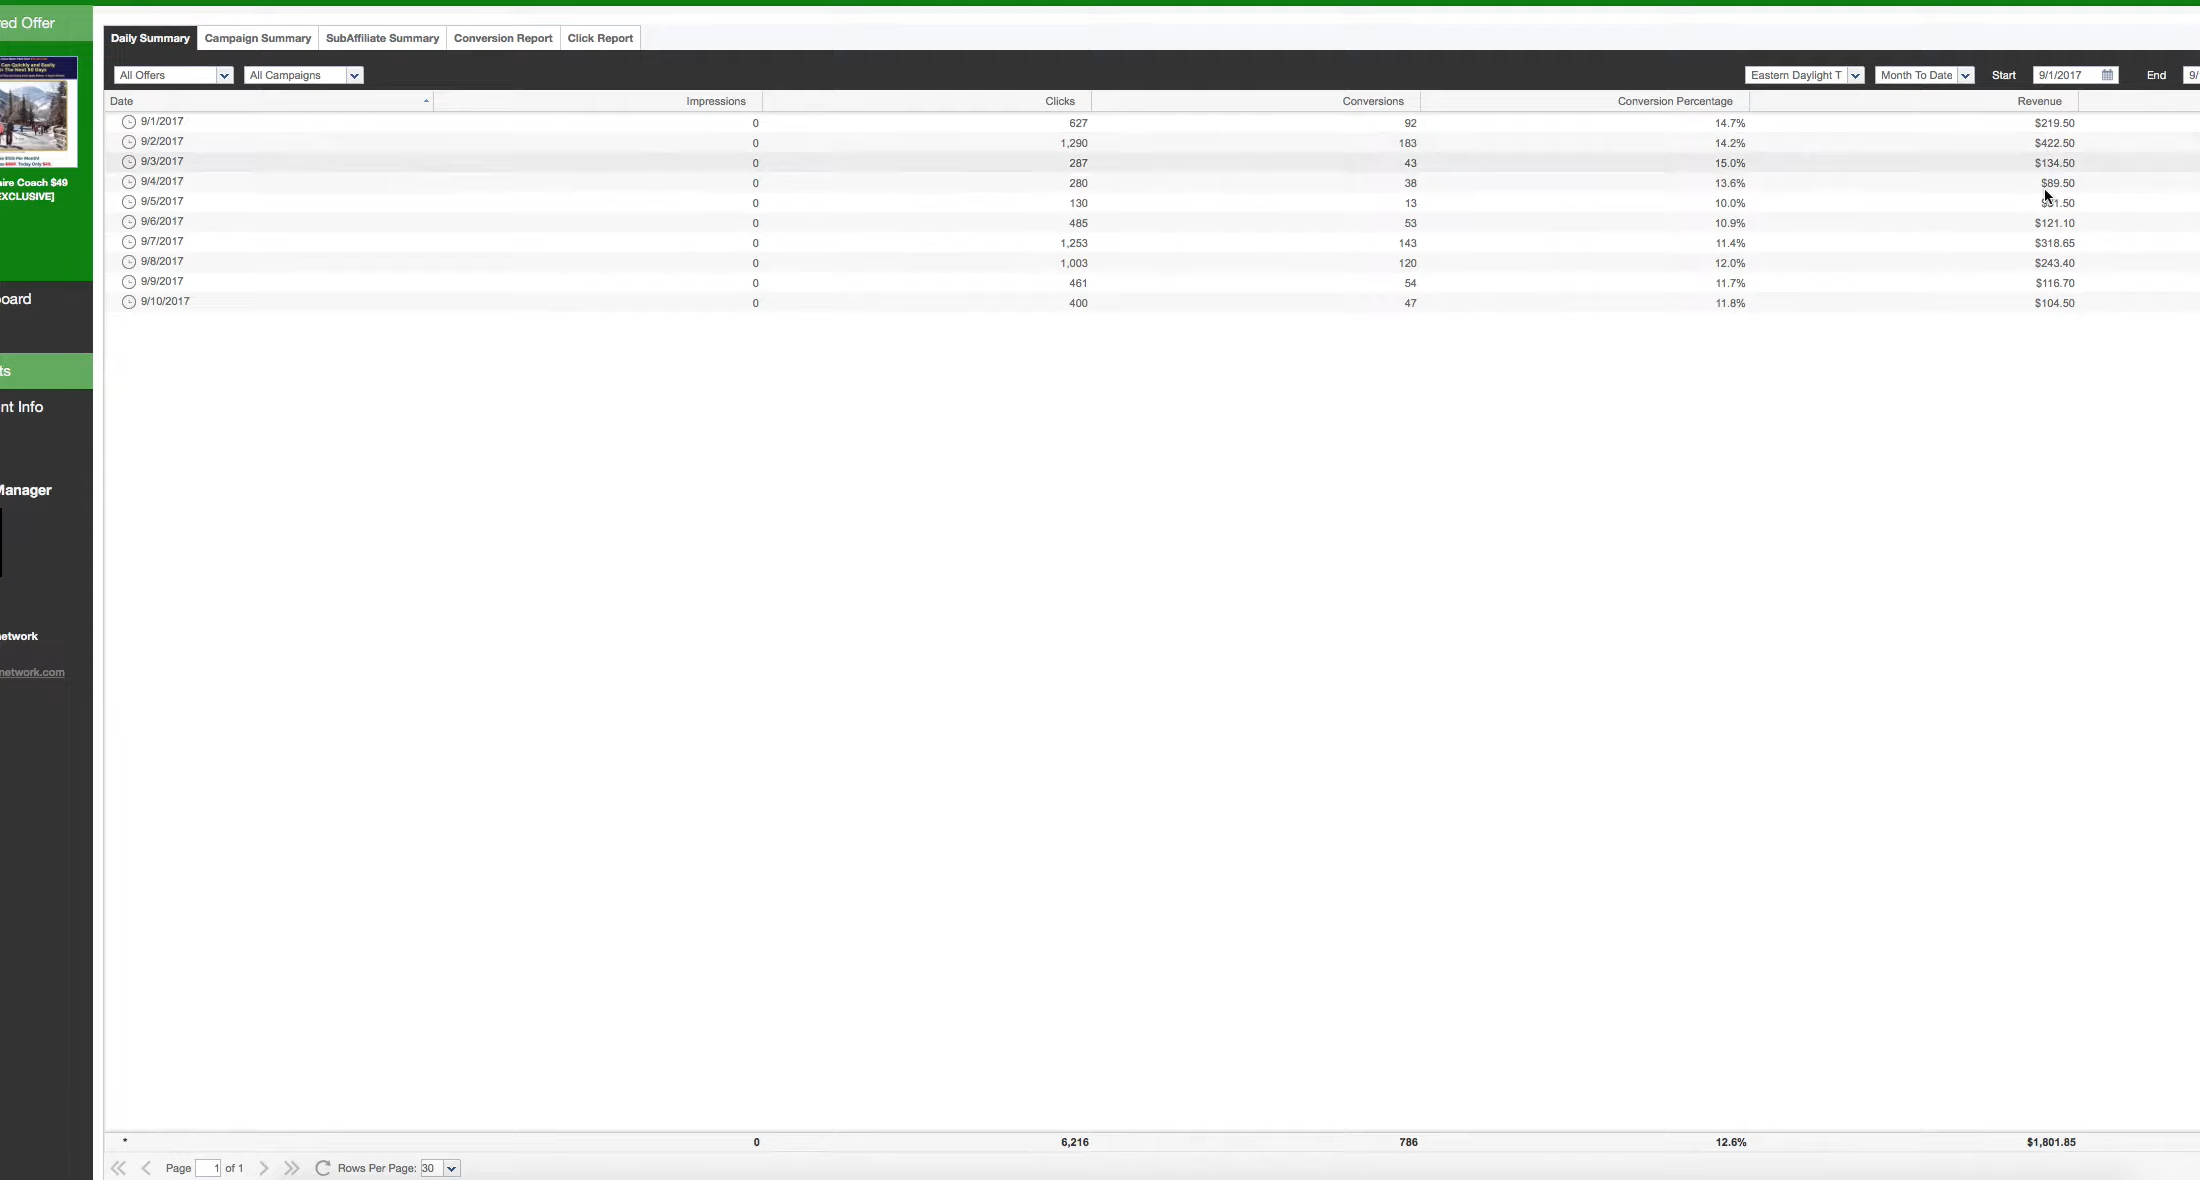 red Offer
Can Quickly and Easily
aire Coach $49
EXCLUSIVE]
oard
ts
nt Info
Manager
network
network.com
Daily Summary Campaign Summary SubAffiliate Summary Conversion Report Click Report
All Offers All Campaigns Eastern Daylight T Month To Date Start 9/1/2017 End 9/
Date Impressions Clicks Conversions Conversion Percentage Revenue
9/1/2017 0 627 92 14.7% $219.50
9/2/2017 0 1,290 183 14.2% $422.50
9/3/2017 0 287 43 15.0% $134.50
9/4/2017 0 280 38 13.6% $89.50
9/5/2017 0 130 13 10.0%
9/6/2017 0 485 53 10.9% $121.10
9/7/2017 0 1,253 143 11.4% $318.65
9/8/2017 0 1,003 120 12.0% $243.40
9/9/2017 0 461 54 11.7% $116.70
9/10/2017 0 400 47 11.8% $104.50
* 0 6,216 786 12.6% $1,801.85
Page 1 of 1 Rows Per Page: 30